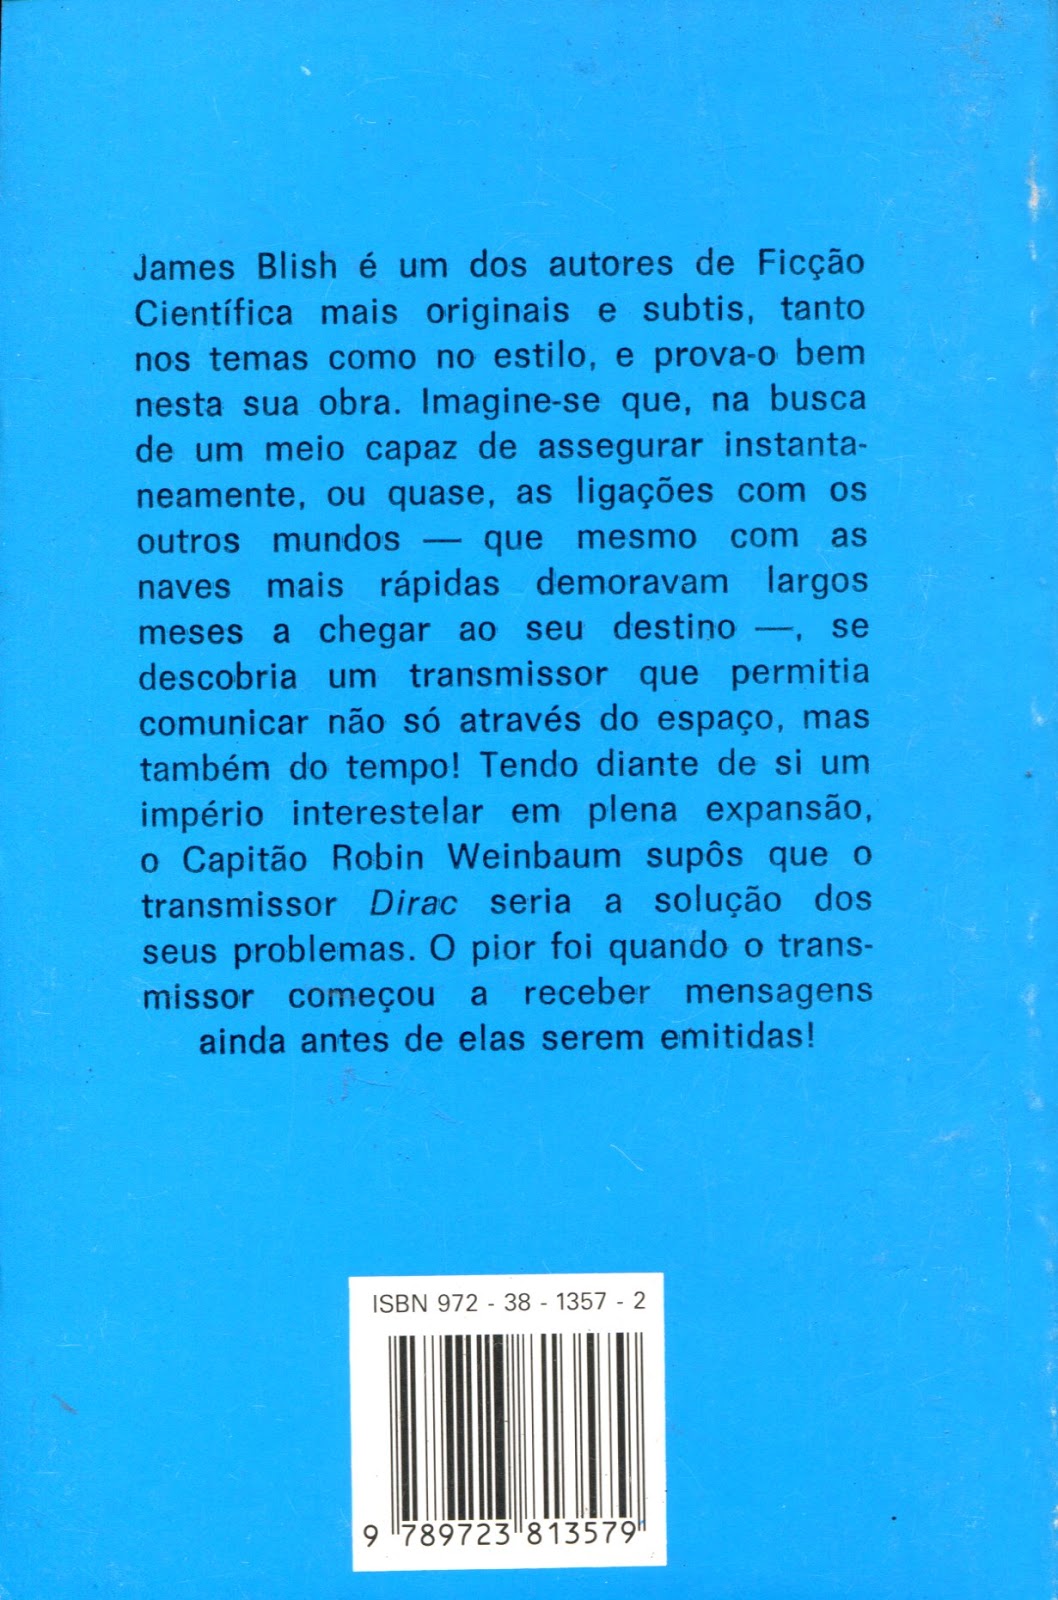 James Blish é um dos autores de Ficção
Científica mais originais e subtis, tanto
nos temas como no estilo, e prova-o bem
nesta sua obra. Imagine-se que, na busca
de um meio capaz de assegurar instanta-
neamente, ou quase, as ligações com os
outros mundos — que mesmo com as
naves mais rápidas demoravam largos
meses a chegar ao seu destino —, se
descobria um transmissor que permitia
comunicar não só através do espaço, mas
também do tempo! Tendo diante de si um
império interestelar em plena expansão,
o Capitão Robin Weinbaum supôs que o
transmissor Dirac seria a solução dos
seus problemas. O pior foi quando o trans-
missor começou a receber mensagens
ainda antes de elas serem emitidas!
ISBN 972 - 38 - 1357 - 2
9 789723 813579